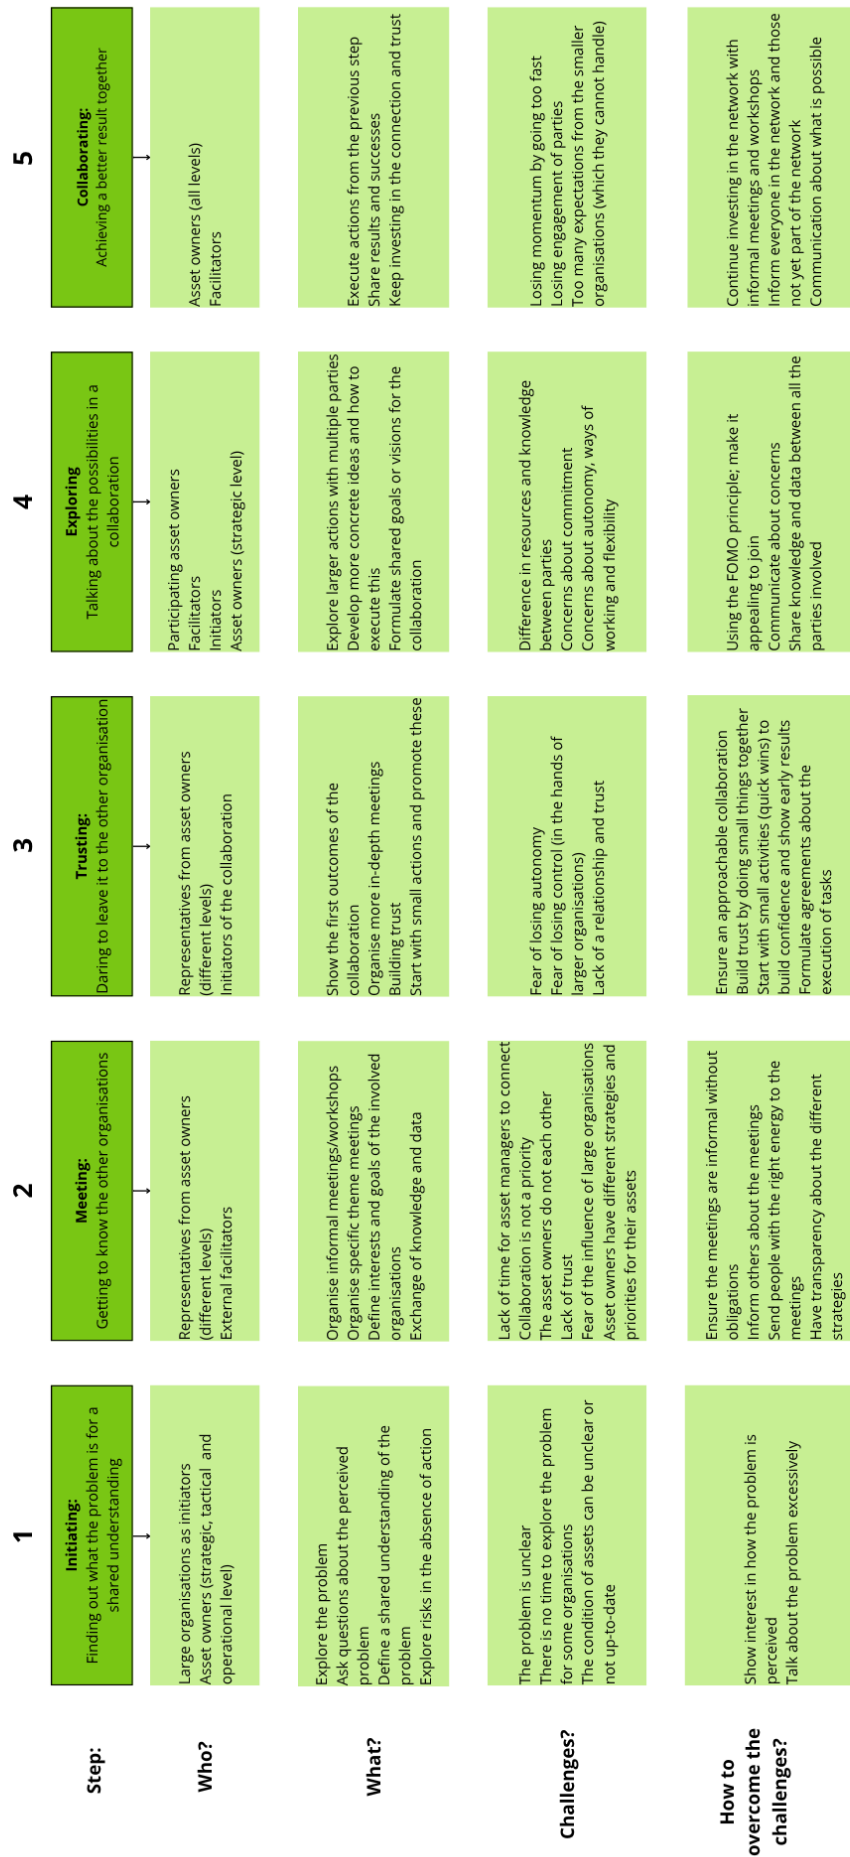 1
2
3
4
5
Step:
Initiating:
Finding out what the problem is for a
shared understanding
Meeting:
Getting to know the other organisations
Trusting:
Daring to leave it to the other organisation
Exploring
Talking about the possibilities in a
collaboration
Collaborating:
Achieving a better result together
Who?
Large organisations as initiators
Asset owners (strategic, tactical and
operational level)
Representatives from asset owners
(different levels)
External facilitators
Representatives from asset owners
(different levels)
Initiators of the collaboration
Participating asset owners
Facilitators
Initiators
Asset owners (strategic level)
Asset owners (all levels)
Facilitators
What?
Explore the problem
Ask questions about the perceived
problem
Define a shared understanding of the
problem
Explore risks in the absence of action
Organise informal meetings/workshops
Organise specific theme meetings
Define interests and goals of the involved
organisations
Exchange of knowledge and data
Show the first outcomes of the
collaboration
Organise more in-depth meetings
Building trust
Start with small actions and promote these
Explore larger actions with multiple parties
Develop more concrete ideas and how to
execute this
Formulate shared goals or visions for the
collaboration
Execute actions from the previous step
Share results and successes
Keep investing in the connection and trust
Challenges?
The problem is unclear
There is no time to explore the problem
for some organisations
The condition of assets can be unclear or
not up-to-date
Lack of time for asset managers to connect
Collaboration is not a priority
The asset owners do not each other
Lack of trust
Fear of the influence of large organisations
Asset owners have different strategies and
priorities for their assets
Fear of losing autonomy
Fear of losing control (in the hands of
larger organisations)
Lack of a relationship and trust
Difference in resources and knowledge
between parties
Concerns about commitment
Concerns about autonomy, ways of
working and flexibility
Losing momentum by going too fast
Losing engagement of parties
Too many expectations from the smaller
organisations (which they cannot handle)
How to
overcome the
challenges?
Show interest in how the problem is
perceived
Talk about the problem excessively
Ensure the meetings are informal without
obligations
Inform others about the meetings
Send people with the right energy to the
meetings
Have transparency about the different
strategies
Ensure an approachable collaboration
Build trust by doing small things together
Start with small activities (quick wins) to
build confidence and show early results
Formulate agreements about the
execution of tasks
Using the FOMO principle; make it
appealing to join
Communicate about concerns
Share knowledge and data between all the
parties involved
Continue investing in the network with
informal meetings and workshops
Inform everyone in the network and those
not yet part of the network
Communication about what is possible